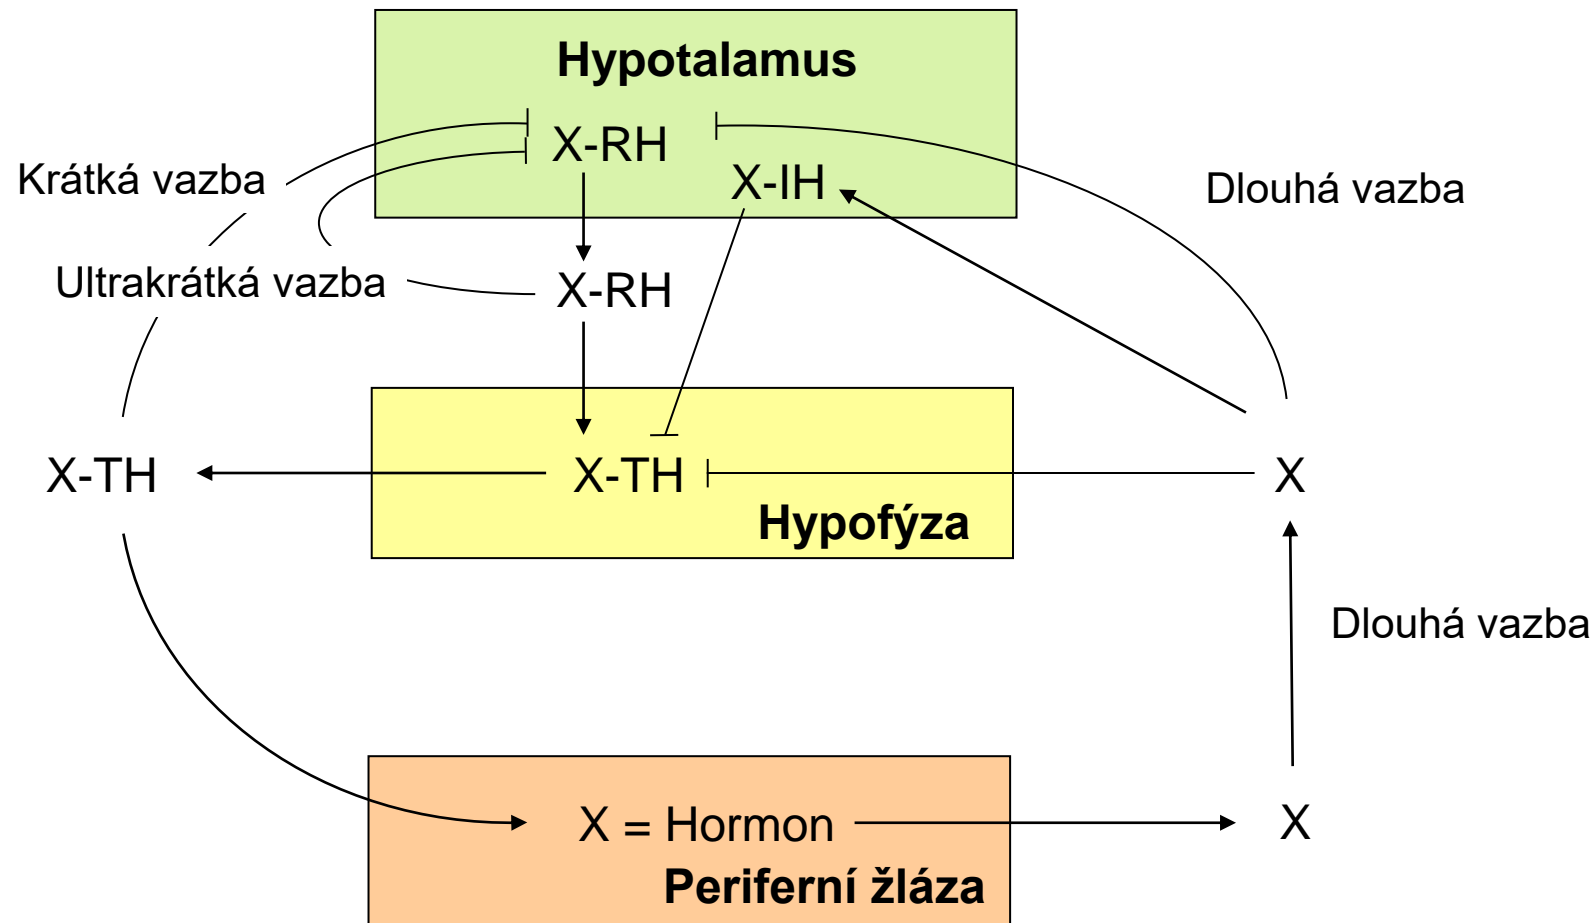 Hypotalamus
X-RH
Krátká vazba
X-IH
Dlouhá vazba
Ultrakrátká vazba
X-RH
X-TH
X-TH
X
Hypofýza
Dlouhá vazba
X = Hormon
X
Periferní žláza